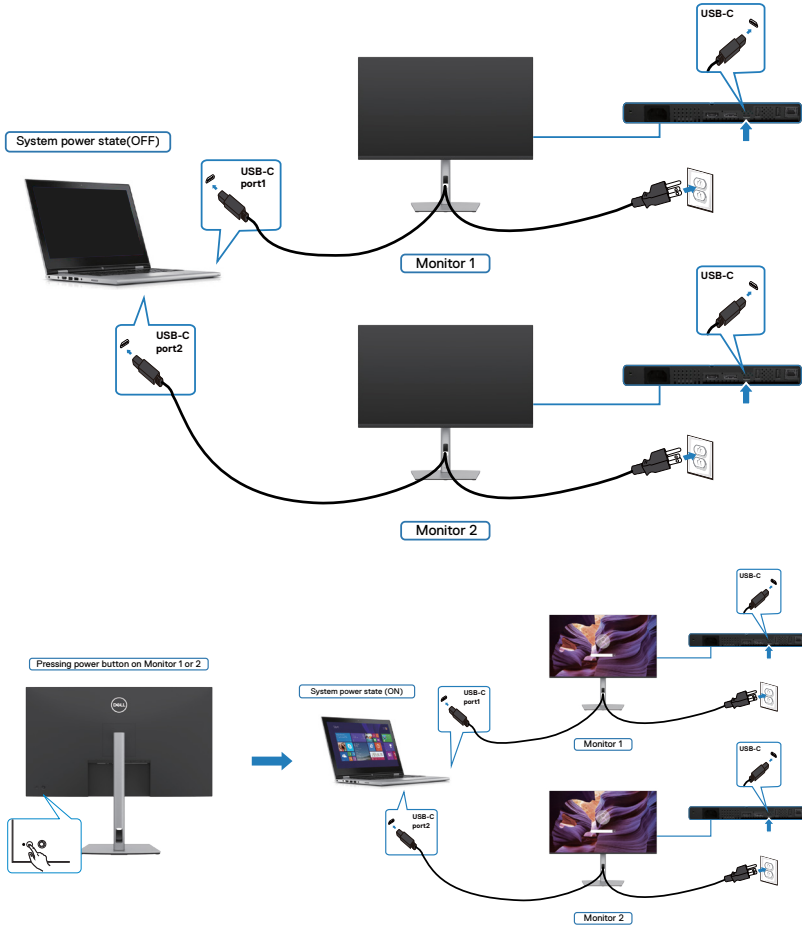 USB-C
System power state(OFF)
USB-C
port1
Monitor 1
USB-C
USB-C
port2
Monitor 2
USB-C
Pressing power button on Monitor 1 or 2
System power state (ON)
USB-C
port1
DELL
Monitor 1
USB-C
USB-C
port2
Monitor 2